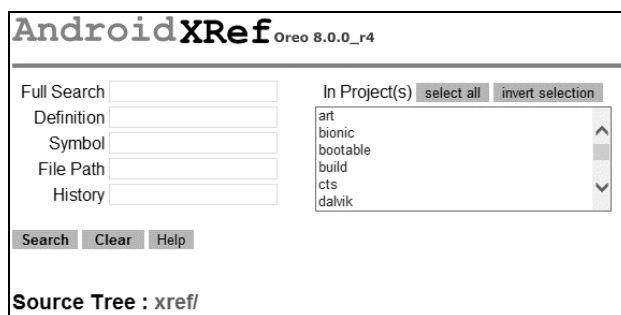 AndroidXRef Oreo 8.0.0_r4
Full Search
Definition
Symbol
File Path
History
In Project(s) select all invert selection
art
bionic
bootable
build
cts
dalvik
Search Clear Help
Source Tree : xref/